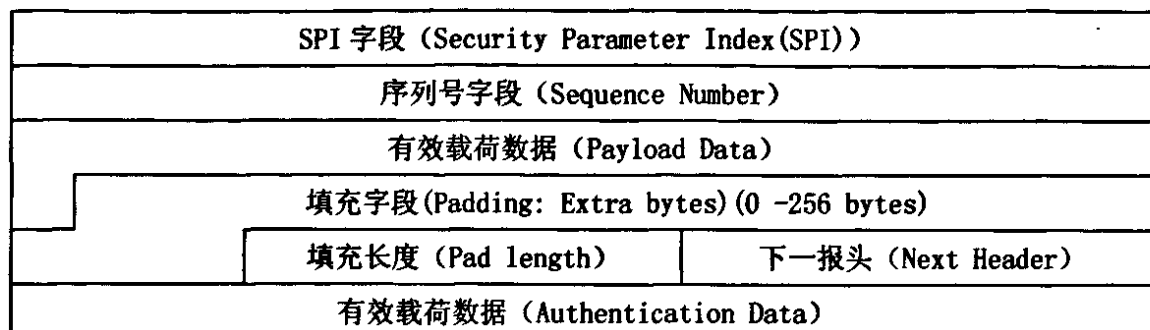 SPI 字段（Security Parameter Index(SPI)）
序列号字段（Sequence Number）
有效载荷数据（Payload Data）
填充字段(Padding: Extra bytes)(0 -256 bytes)
填充长度（Pad length） 下一报头（Next Header）
有效载荷数据（Authentication Data）